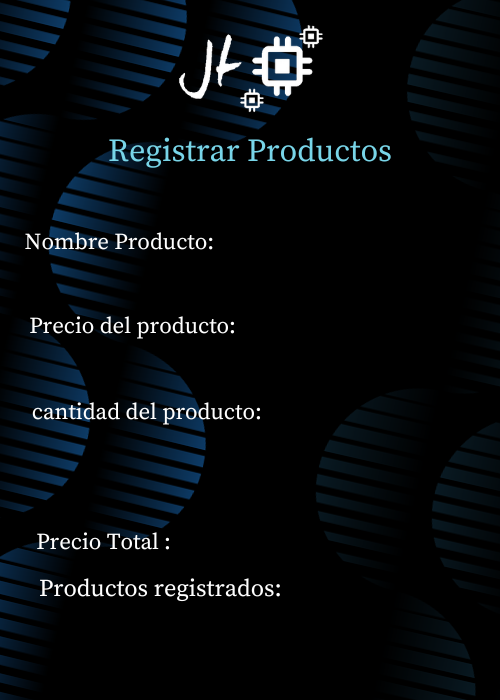 Jt
Registrar Productos
Nombre Producto:
Precio del producto:
cantidad del producto:
Precio Total :
Productos registrados: